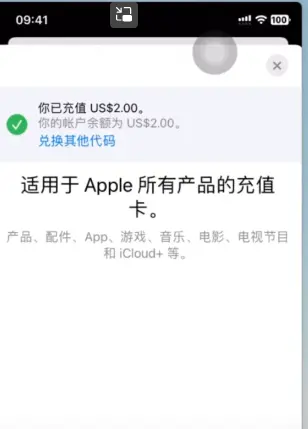 09:41
100
你已充值 US$2.00。
你的帐户余额为 US$2.00。
兑换其他代码
适用于 Apple 所有产品的充值
卡。
产品、配件、App、游戏、音乐、电影、电视节目
和 iCloud+ 等。